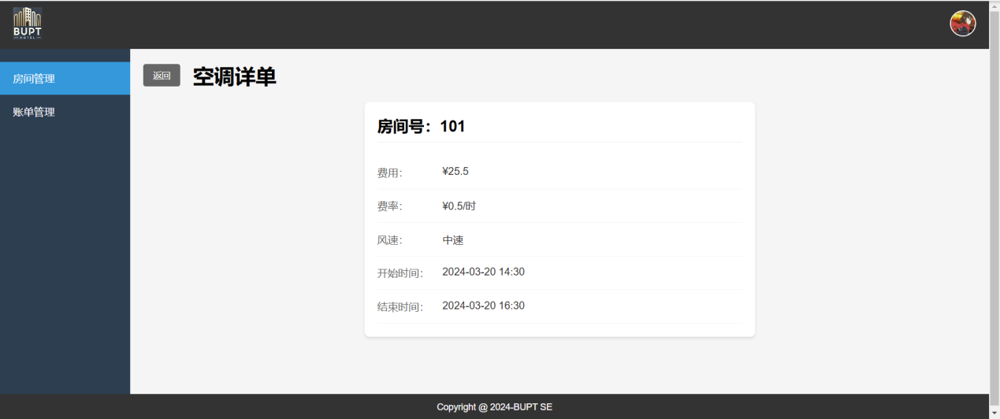 BUPT
HOTEL
房间管理
账单管理
返回 空调详单
房间号：101
费用： ¥25.5
费率： ¥0.5/时
风速： 中速
开始时间： 2024-03-20 14:30
结束时间： 2024-03-20 16:30
Copyright @ 2024-BUPT SE